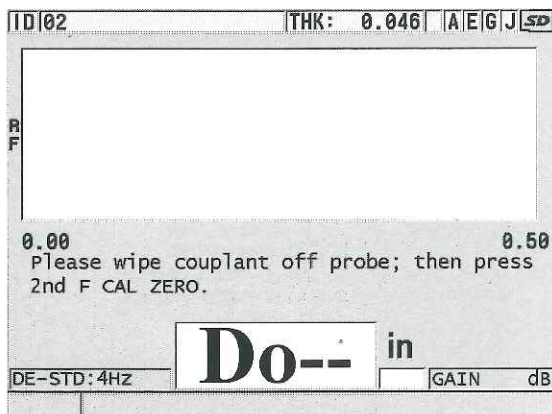 ID 02 THK: 0.046 A E G J SD
RF
0.00 0.50
Please wipe couplant off probe; then press
2nd F CAL ZERO.
Do-- in
DE-STD:4Hz GAIN dB